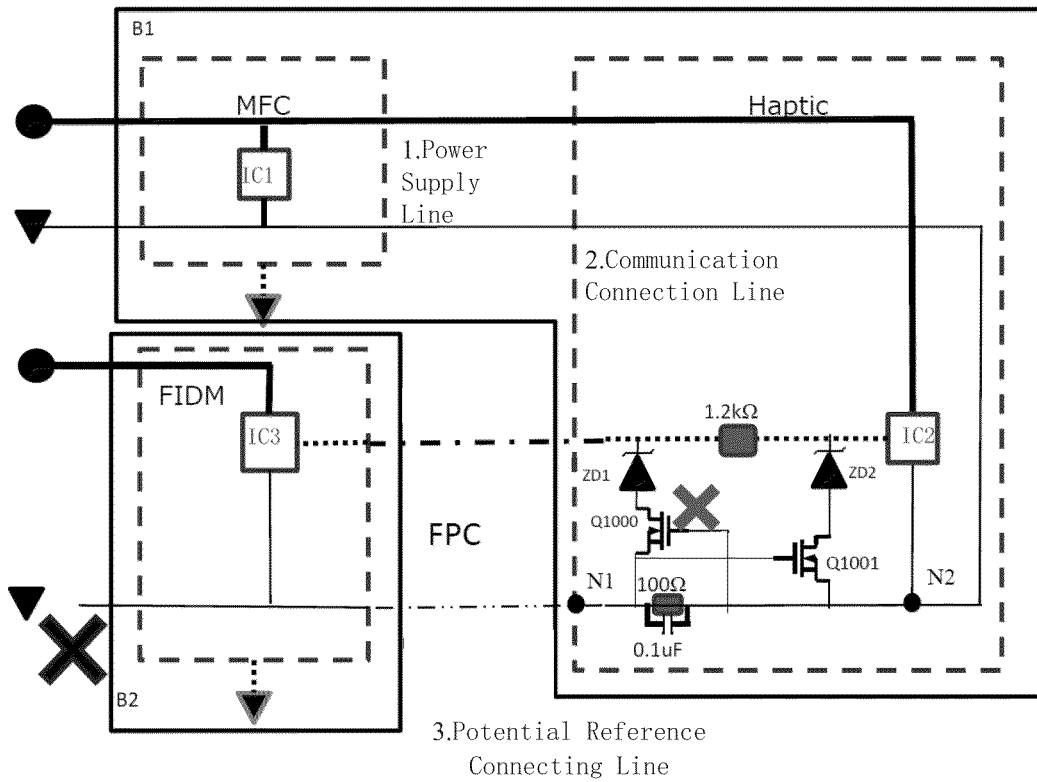 B1
MFC
Haptic
IC1
1.Power
Supply
Line
2.Communication
Connection Line
FIDM
IC3
1.2kΩ
IC2
ZD1
ZD2
Q1000
FPC
Q1001
N1
100Ω
N2
0.1uF
B2
3.Potential Reference
Connecting Line